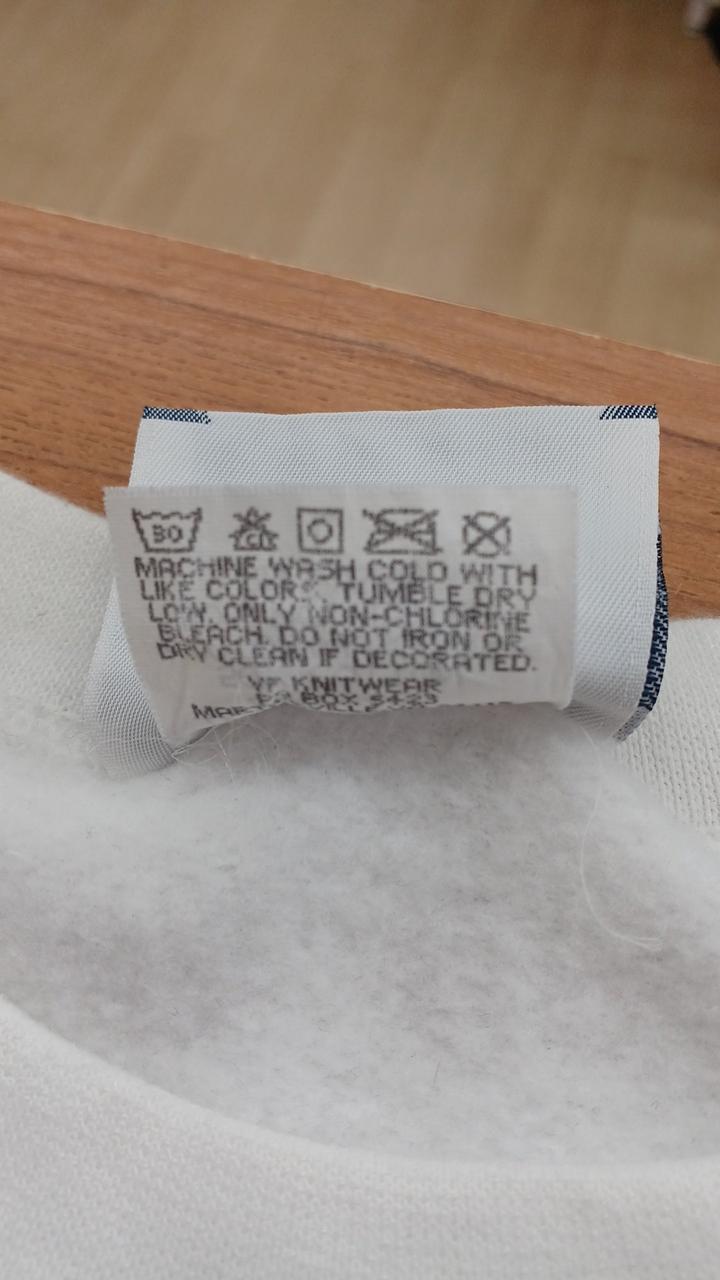 30
CL
MACHINE WASH COLD WITH
LIKE COLORS. TUMBLE DRY
LOW. ONLY NON-CHLORINE
BLEACH. DO NOT IRON OR
DRY CLEAN IF DECORATED.
KNITWEAR
BOX